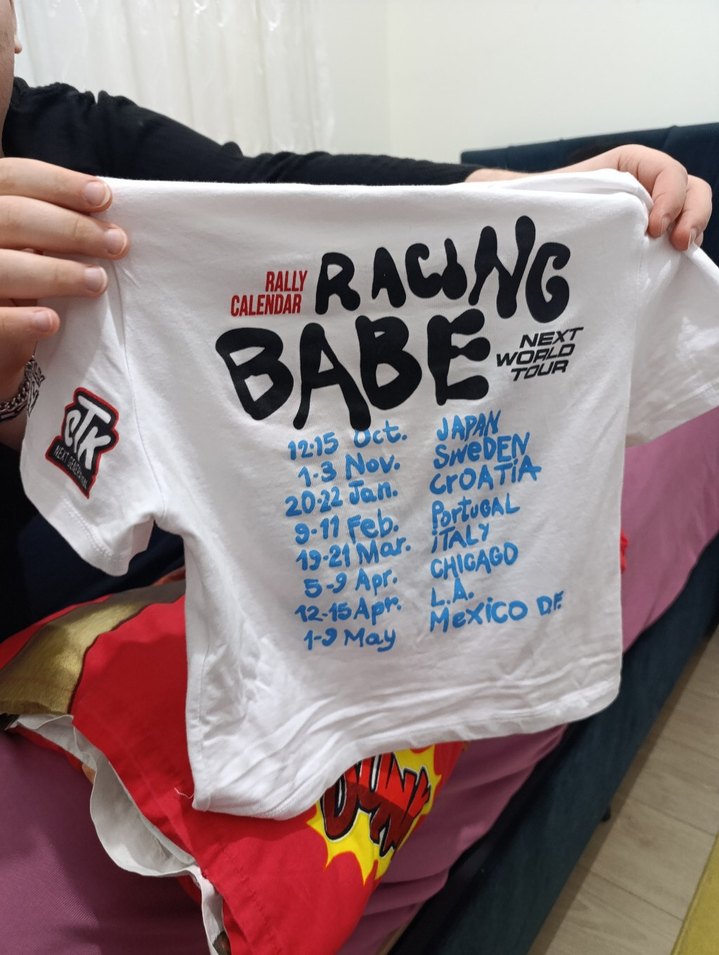 RALLY
CALENDAR
RACING
BABE
NEXT
WORLD
TOUR
12-15 Oct. JAPAN
1-3 Nov. SWEDEN
20-22 Jan. CROATIA
9-11 Feb. PORTUGAL
19-21 Mar. ITALY
5-9 Apr. CHICAGO
12-15 Apr. L.A.
1-9 May MEXICO D.F.
NEXT GENERATION